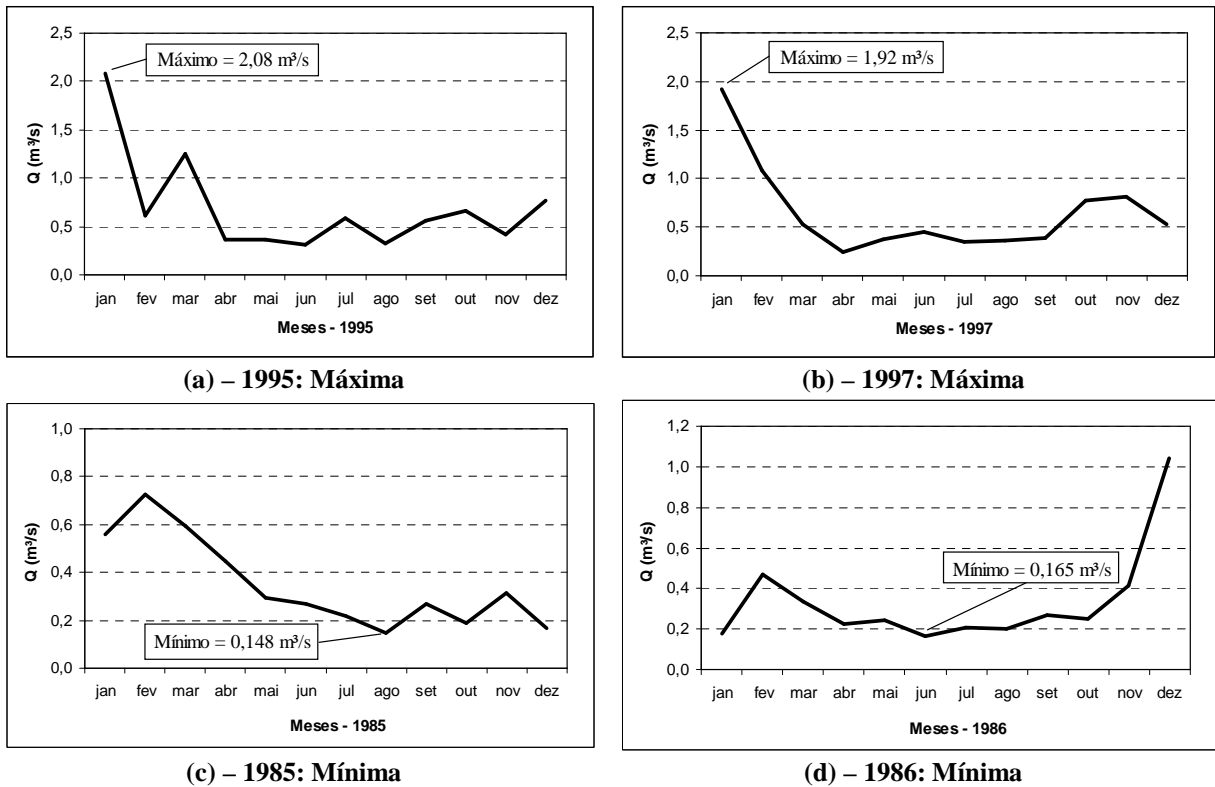 2,5
2,0
1,5
1,0
0,5
0,0
Q (m³/s)
Máximo = 2,08 m³/s
jan fev mar abr mai jun jul ago set out nov dez
Meses - 1995
(a) – 1995: Máxima
2,5
2,0
1,5
1,0
0,5
0,0
Q (m³/s)
Máximo = 1,92 m³/s
jan fev mar abr mai jun jul ago set out nov dez
Meses - 1997
(b) – 1997: Máxima
1,0
0,8
0,6
0,4
0,2
0,0
Q (m³/s)
Mínimo = 0,148 m³/s
jan fev mar abr mai jun jul ago set out nov dez
Meses - 1985
(c) – 1985: Mínima
1,2
1,0
0,8
0,6
0,4
0,2
0,0
Q (m³/s)
Mínimo = 0,165 m³/s
jan fev mar abr mai jun jul ago set out nov dez
Meses - 1986
(d) – 1986: Mínima